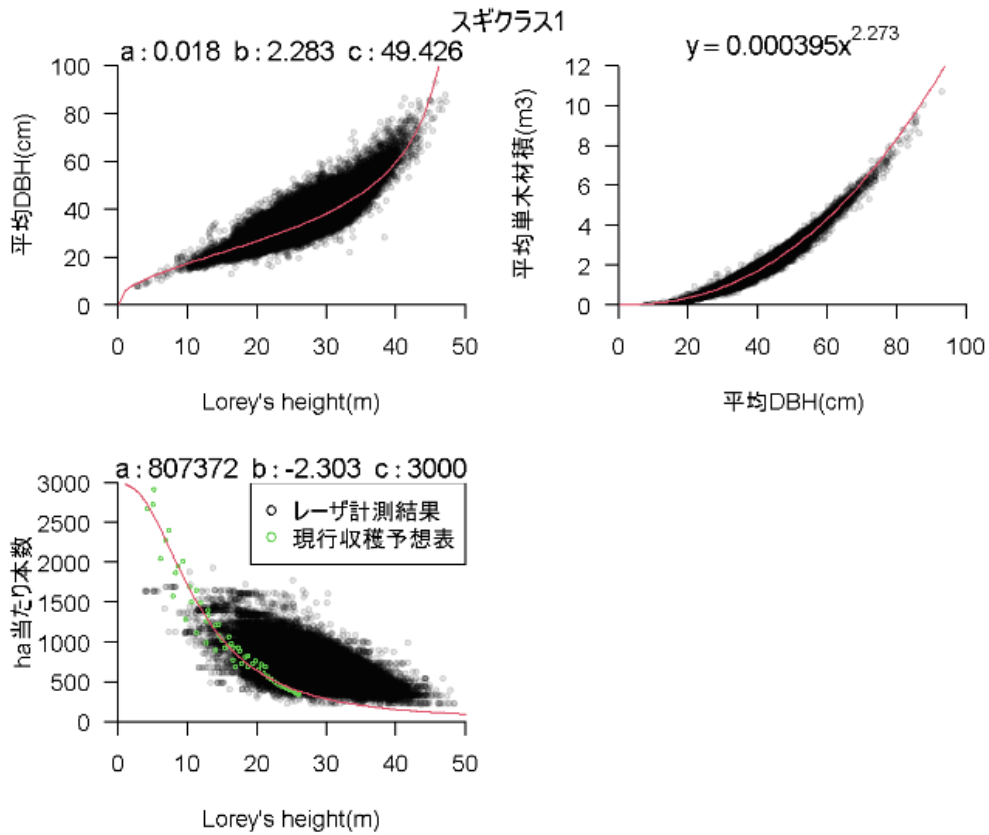 スギクラス1
a : 0.018 b : 2.283 c : 49.426
平均DBH(cm)
100
80
60
40
20
0
0 10 20 30 40 50
Lorey's height(m)
y = 0.000395x^2.273
平均単木材積(m3)
12
10
8
6
4
2
0
0 20 40 60 80 100
平均DBH(cm)
a : 807372 b : -2.303 c : 3000
ha当たり本数
3000
2500
2000
1500
1000
500
0
レーザ計測結果
現行収穫予想表
0 10 20 30 40 50
Lorey's height(m)